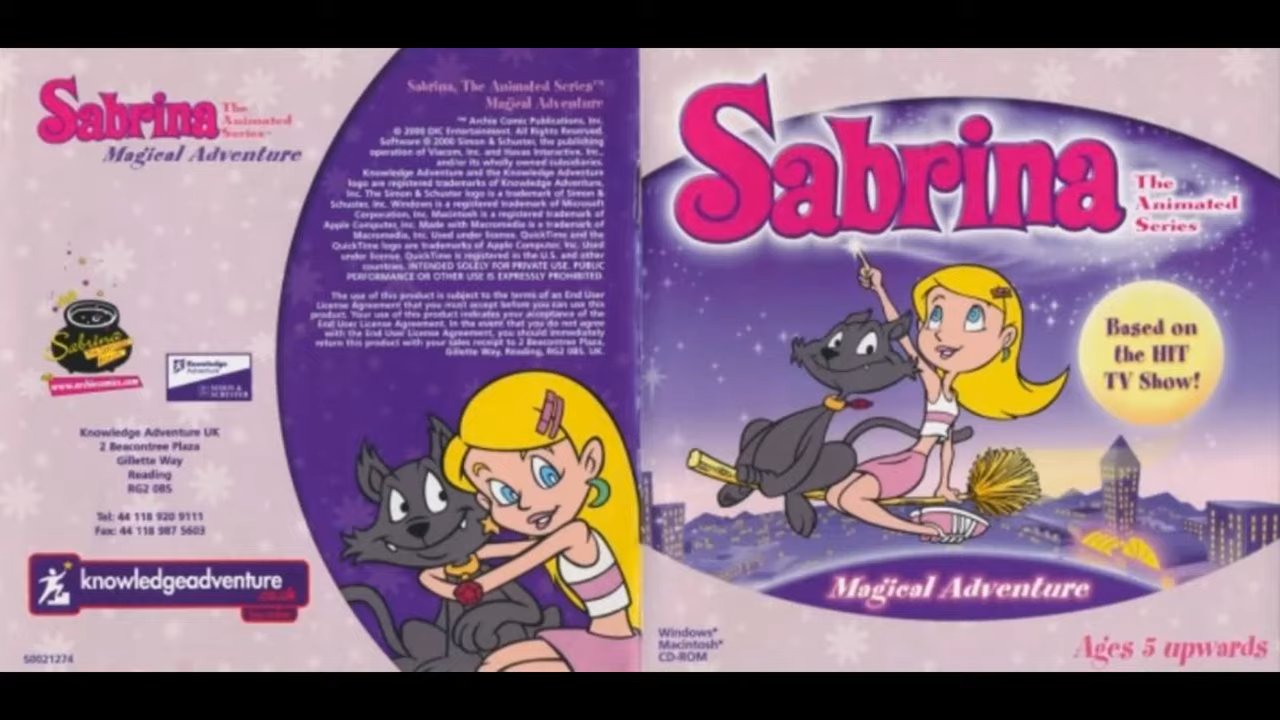 Sabrina The
Animated
Series™
Magical Adventure
Sabrina
www.archiecomics.com
Knowledge
Adventure
SIMON &
SCHUSTER
Knowledge Adventure UK
2 Beacontree Plaza
Gillette Way
Reading
RG2 0BS
Tel: 44 118 920 9111
Fax: 44 118 987 5603
knowledgeadventure
.co.uk
S0021274
Sabrina, The Animated Series™
Magical Adventure
™ Archie Comic Publications, Inc.
© 2000 DIC Entertainment. All Rights Reserved.
Software © 2000 Simon & Schuster, the publishing
operation of Viacom, Inc. and Havas Interactive, Inc.,
and/or its wholly owned subsidiaries.
Knowledge Adventure and the Knowledge Adventure
logo are registered trademarks of Knowledge Adventure,
Inc. The Simon & Schuster logo is a trademark of Simon &
Schuster, Inc. Windows is a registered trademark of Microsoft
Corporation, Inc. Macintosh is a registered trademark of
Apple Computer, Inc. Made with Macromedia is a trademark of
Macromedia, Inc. Used under license. QuickTime and the
QuickTime logo are trademarks of Apple Computer, Inc. Used
under license. QuickTime is registered in the U.S. and other
countries. INTENDED SOLELY FOR PRIVATE USE. PUBLIC
PERFORMANCE OR OTHER USE IS EXPRESSLY PROHIBITED.
The use of this product is subject to the terms of an End User
License Agreement that you must accept before you can use this
product. Your use of this product indicates your acceptance of the
End User License Agreement. In the event that you do not agree
with the End User License Agreement, you should immediately
return this product with your sales receipt to 2 Beacontree Plaza,
Gillette Way, Reading, RG2 0BS. UK.
Sabrina The
Animated
Series™
Based on
the HIT
TV Show!
Magical Adventure
Windows®
Macintosh®
CD-ROM
Ages 5 upwards